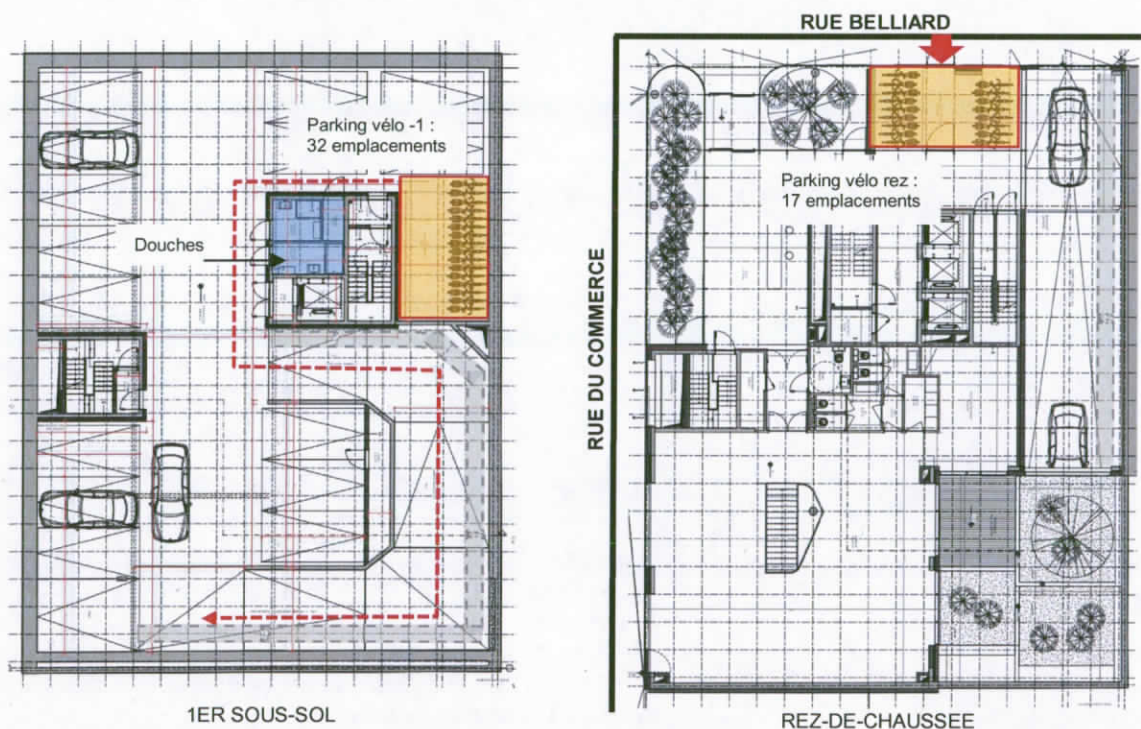 RUE BELLIARD
Parking vélo -1 :
32 emplacements
Douches
1ER SOUS-SOL
RUE DU COMMERCE
Parking vélo rez :
17 emplacements
REZ-DE-CHAUSSEE